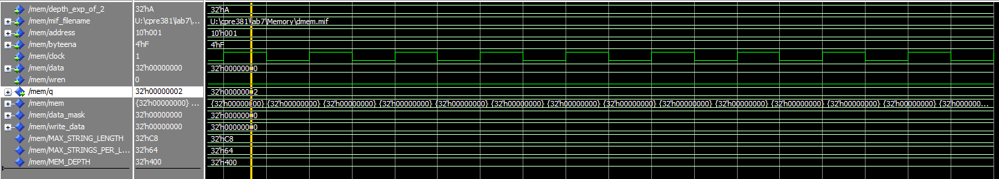 /mem/depth_exp_of_2 32'hA 32'hA
/mem/mif_filename U:\cpre381\lab7\... U:\cpre381\lab7\Memory\dmem.mif
/mem/address 10'h001 10'h001
/mem/byteena 4'hF 4'hF
/mem/clock 1
/mem/data 32'h00000000 32'h00000000
/mem/wren 0
/mem/q 32'h00000002 32'h00000002
/mem/mem {32'h00000000} ... {32'h00000000} {32'h00000000} {32'h00000000} {32'h00000000} {32'h00000000} {32'h00000000} {32'h00000000} {32'h00000000} {32'h00000000} {32'h00000000} {32'h00000000} {32'h00000000} {32'h00000000} {32'h000000...
/mem/data_mask 32'h00000000 32'h00000000
/mem/write_data 32'h00000000 32'h00000000
/mem/MAX_STRING_LENGTH 32'hC8 32'hC8
/mem/MAX_STRINGS_PER_L... 32'h64 32'h64
/mem/MEM_DEPTH 32'h400 32'h400